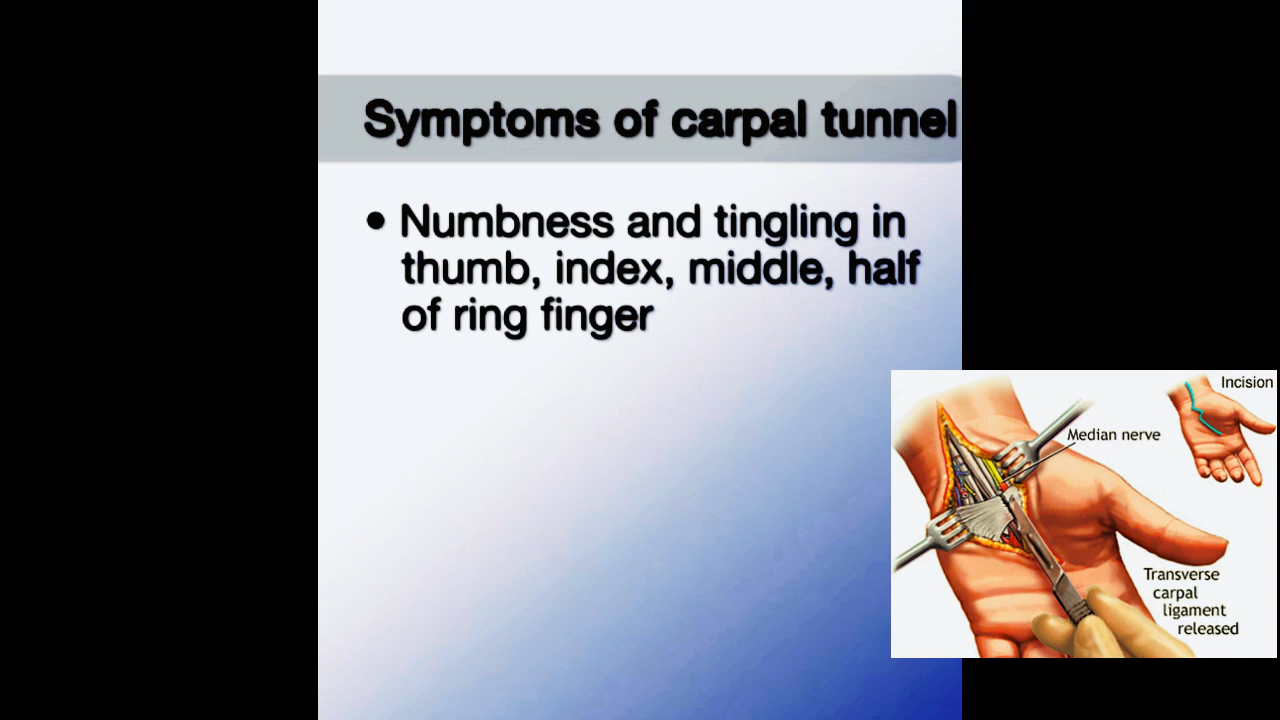 Symptoms of carpal tunnel
• Numbness and tingling in
thumb, index, middle, half
of ring finger
Incision
Median nerve
Transverse
carpal
ligament
released